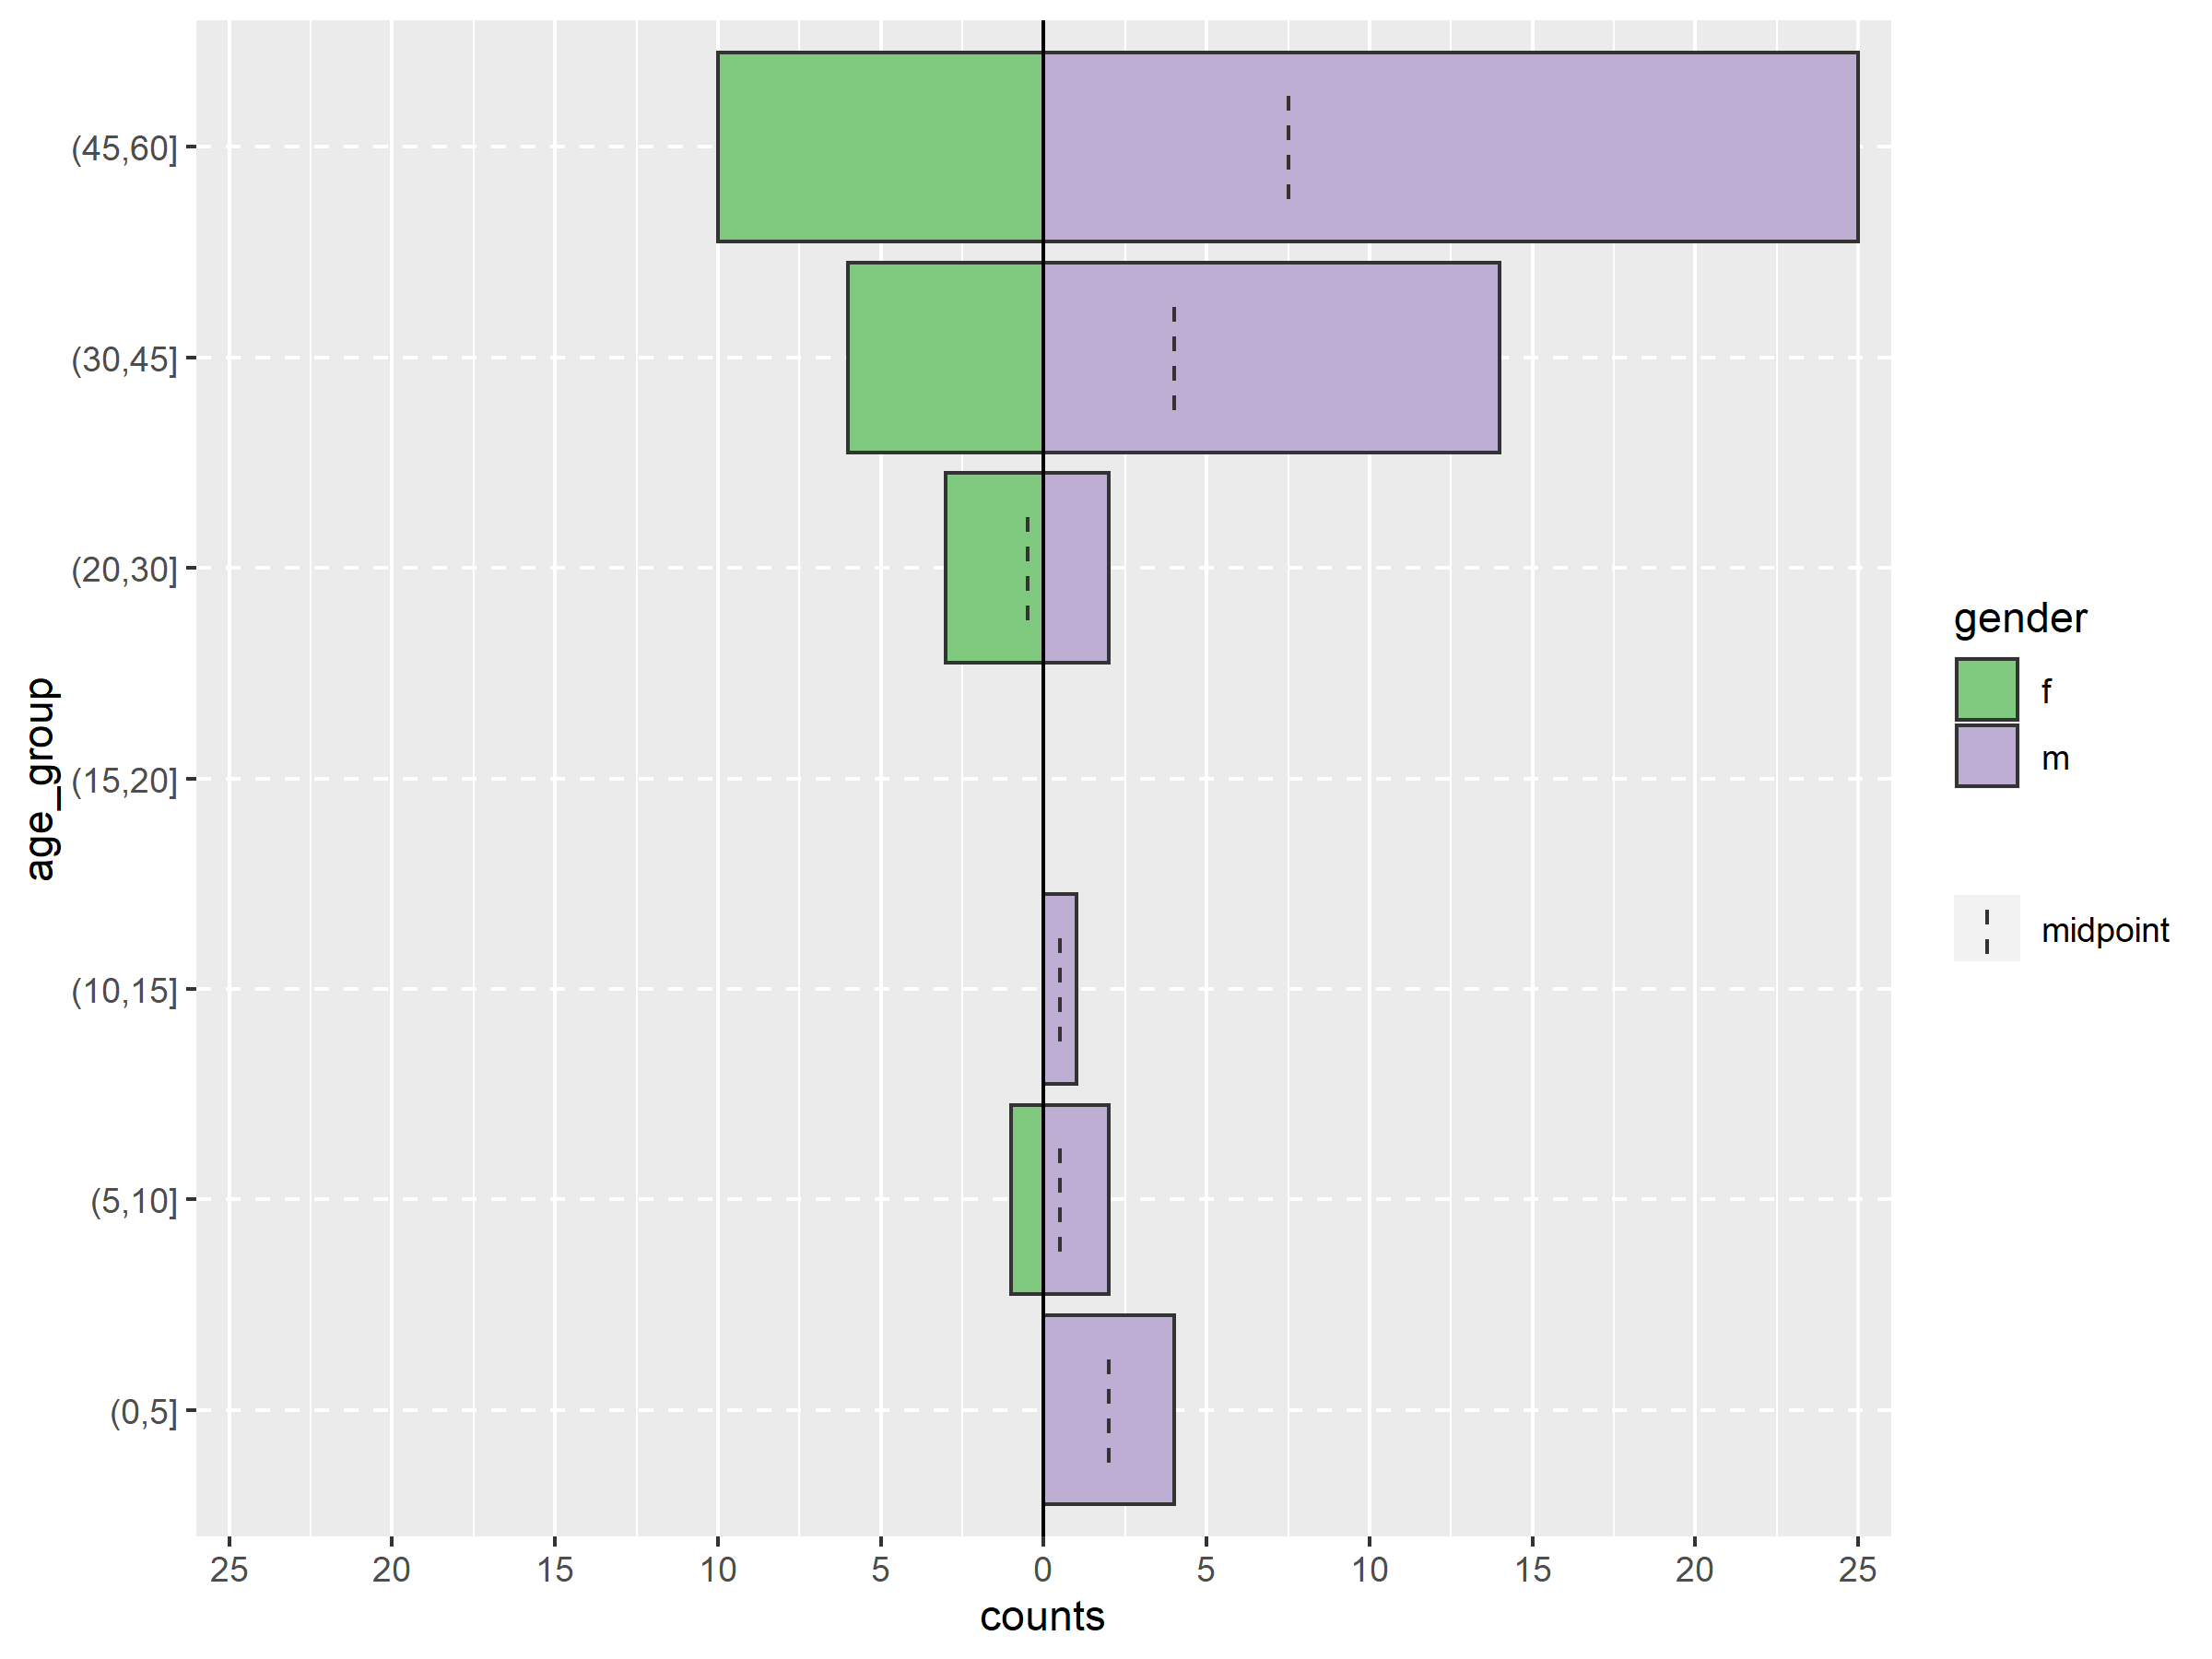 age_group
(45,60]
(30,45]
(20,30]
(15,20]
(10,15]
(5,10]
(0,5]
25 20 15 10 5 0 5 10 15 20 25
counts
gender
f
m
midpoint